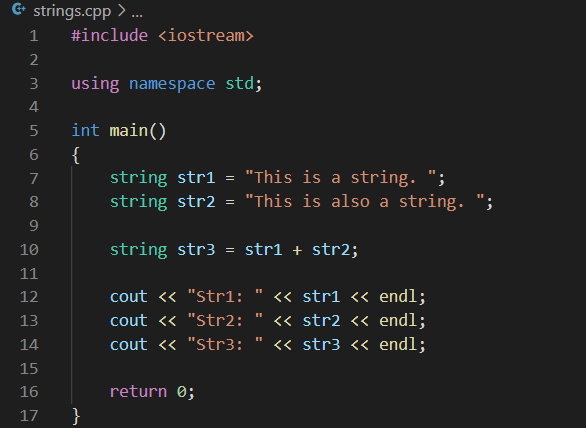 strings.cpp > ...
1 #include <iostream>
2
3 using namespace std;
4
5 int main()
6 {
7     string str1 = "This is a string. ";
8     string str2 = "This is also a string. ";
9
10     string str3 = str1 + str2;
11
12     cout << "Str1: " << str1 << endl;
13     cout << "Str2: " << str2 << endl;
14     cout << "Str3: " << str3 << endl;
15
16     return 0;
17 }